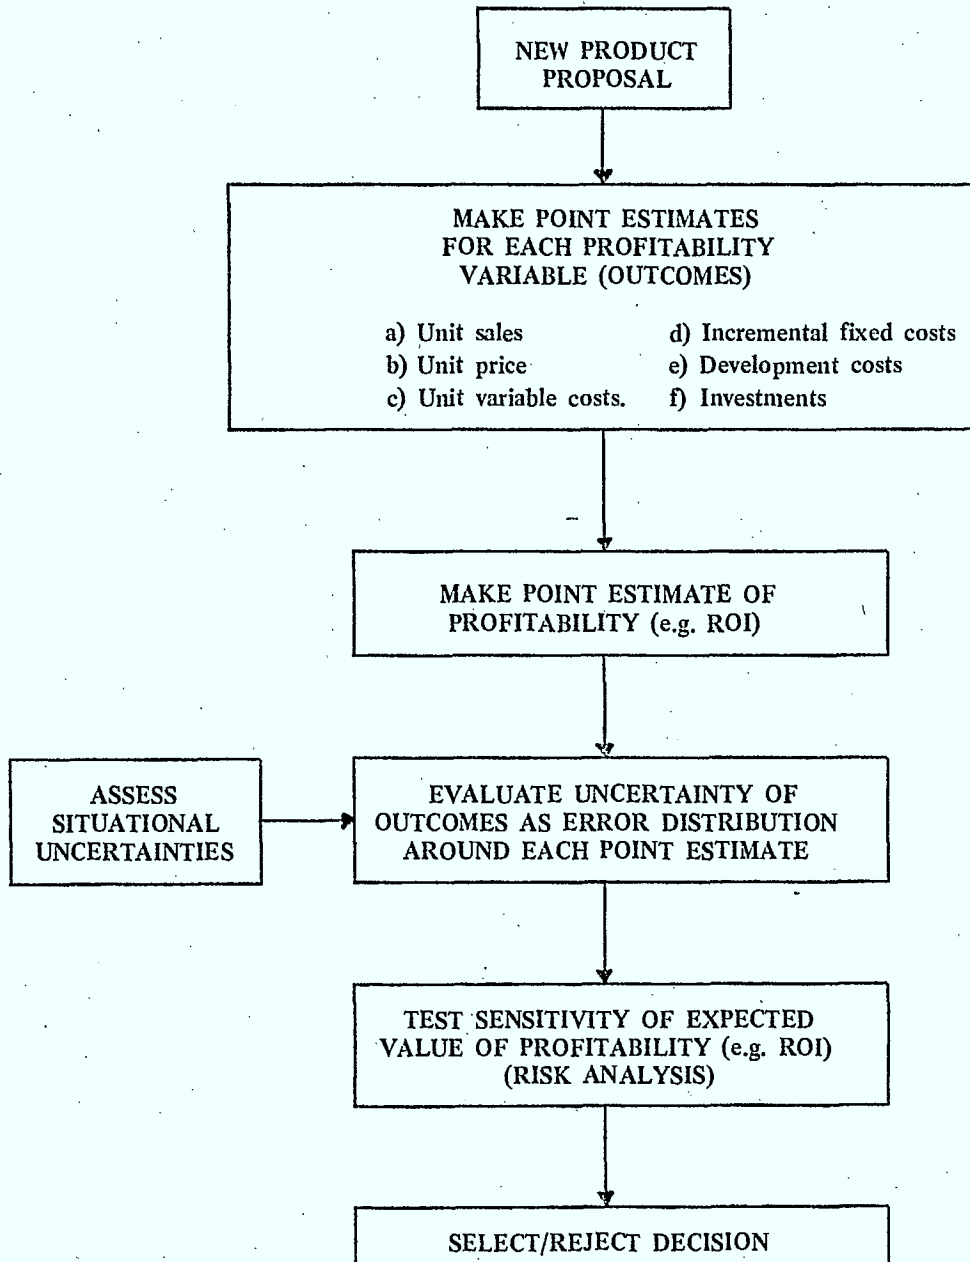 NEW PRODUCT
PROPOSAL
MAKE POINT ESTIMATES
FOR EACH PROFITABILITY
VARIABLE (OUTCOMES)
a) Unit sales
b) Unit price
c) Unit variable costs.
d) Incremental fixed costs
e) Development costs
f) Investments
MAKE POINT ESTIMATE OF
PROFITABILITY (e.g. ROI)
ASSESS
SITUATIONAL
UNCERTAINTIES
EVALUATE UNCERTAINTY OF
OUTCOMES AS ERROR DISTRIBUTION
AROUND EACH POINT ESTIMATE
TEST SENSITIVITY OF EXPECTED
VALUE OF PROFITABILITY (e.g. ROI)
(RISK ANALYSIS)
SELECT/REJECT DECISION